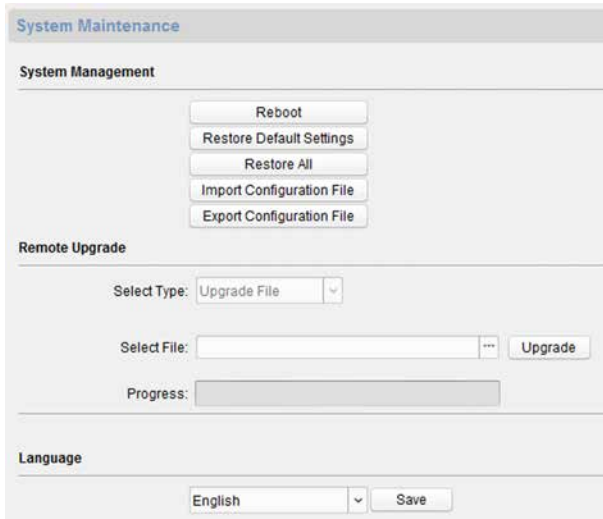 System Maintenance
System Management
Reboot
Restore Default Settings
Restore All
Import Configuration File
Export Configuration File
Remote Upgrade
Select Type: Upgrade File
Select File: ... Upgrade
Progress:
Language
English Save